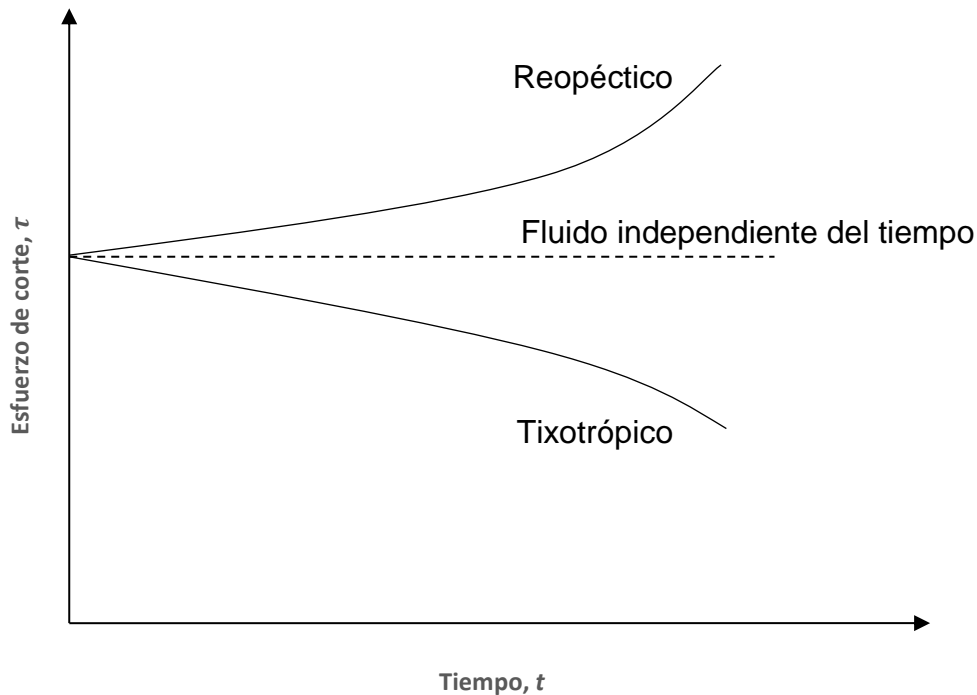 Reopéctico
Fluido independiente del tiempo
Esfuerzo de corte, τ
Tixotrópico
Tiempo, t